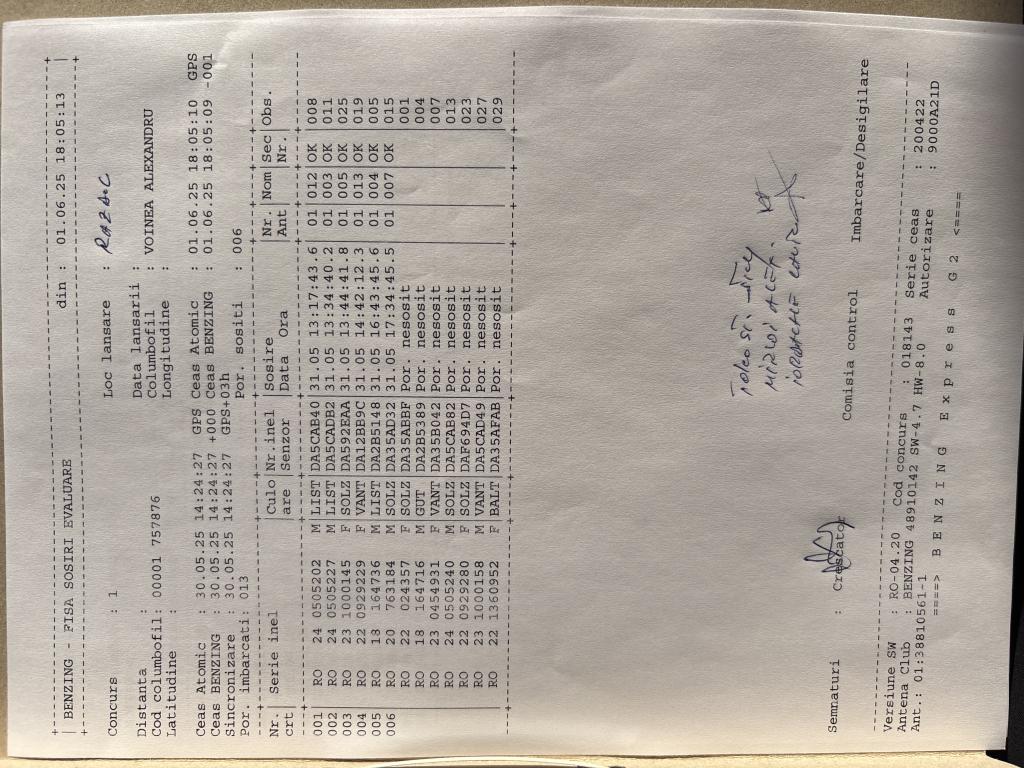 BENZING - FISA SOSIRI EVALUARE din : 01.06.25 18:05:13
Concurs : 1 Loc lansare :
Distanta : Data lansarii :
Cod columbofil : 00001 757876 Columbofil : VOINEA ALEXANDRU
Latitudine : Longitudine :
Ceas Atomic : 30.05.25 14:24:27 GPS Ceas Atomic : 01.06.25 18:05:10 GPS
Ceas BENZING : 30.05.25 14:24:27 +000 Ceas BENZING : 01.06.25 18:05:09 -001
Sincronizare : 30.05.25 14:24:27 GPS+03h
Por. imbarcati: 013 Por. sositi : 006
Nr. | Serie inel |Culo|Nr.inel |Sosire |Nr. |Nom |Sec|Obs.
crt| |are |Senzor |Data Ora |Ant | |Nr.|
001 RO 24 0505202 M LIST DA5CAB40 31.05 13:17:43.6 01 012 OK 008
002 RO 24 0505227 M LIST DA5CADB2 31.05 13:34:40.2 01 003 OK 011
003 RO 23 1000145 F SOLZ DA592EAA 31.05 13:44:41.8 01 005 OK 025
004 RO 22 0929229 F VANT DA12BB9C 31.05 14:42:12.3 01 013 OK 019
005 RO 18 164736 M LIST DA2B5148 31.05 16:43:45.6 01 004 OK 005
006 RO 20 763184 M SOLZ DA35AD32 31.05 17:34:45.5 01 007 OK 015
RO 22 024357 F SOLZ DA35ABBF Por. nesosit 001
RO 18 164716 M GUT DA2B5389 Por. nesosit 004
RO 23 0454931 F VANT DA35B042 Por. nesosit 007
RO 24 0505240 M SOLZ DA5CAB82 Por. nesosit 013
RO 22 0929280 F SOLZ DAF694D7 Por. nesosit 023
RO 23 1000158 M VANT DA5CAD49 Por. nesosit 027
RO 22 1360952 F BALT DA35AFAB Por. nesosit 029
Semnaturi : Crescator Comisia control Imbarcare/Desigilare
Versiune SW : RO-04.20 Cod concurs : 018143 Serie ceas : 200422
Antena Club : BENZING 48910142 SW-4.7 HW-8.0 Autorizare : 9000A21D
Ant.: 01:38810561-1
====> B E N Z I N G E x p r e s s G 2 <====